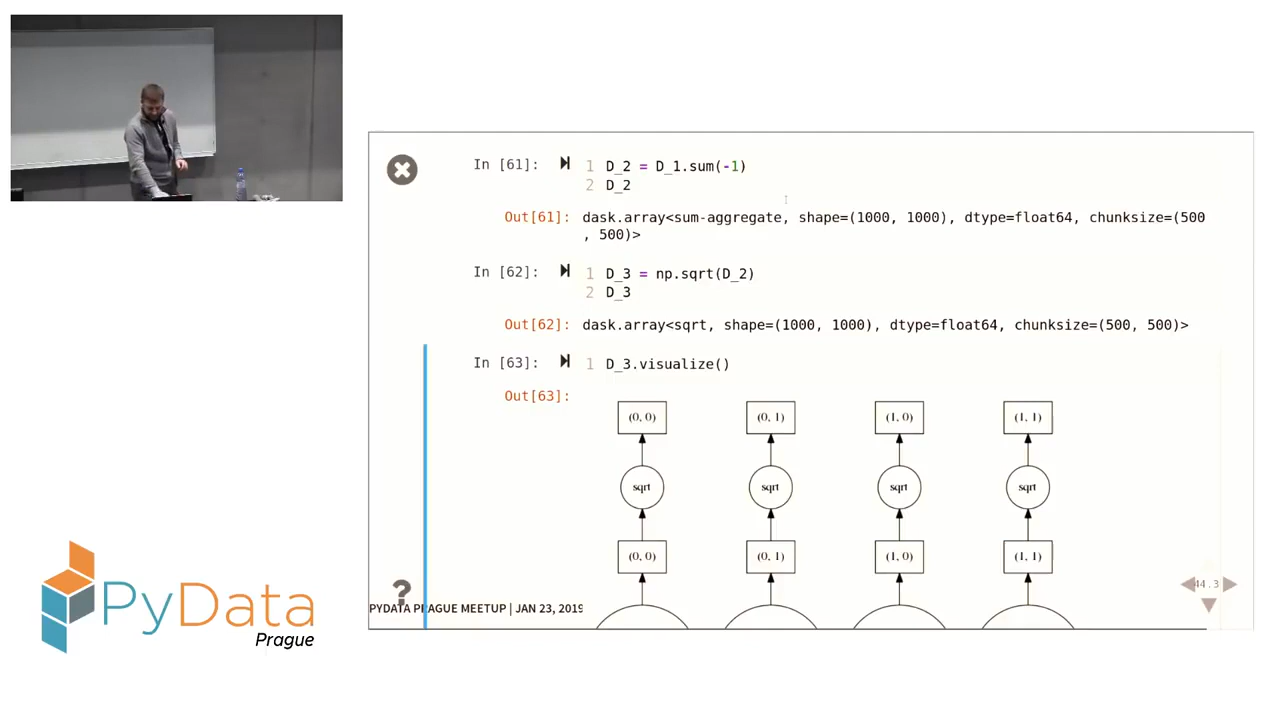 In [61]:
1 D_2 = D_1.sum(-1)
2 D_2
Out[61]: dask.array<sum-aggregate, shape=(1000, 1000), dtype=float64, chunksize=(500
, 500)>
In [62]:
1 D_3 = np.sqrt(D_2)
2 D_3
Out[62]: dask.array<sqrt, shape=(1000, 1000), dtype=float64, chunksize=(500, 500)>
In [63]:
1 D_3.visualize()
Out[63]:
(0, 0) (0, 1) (1, 0) (1, 1)
sqrt sqrt sqrt sqrt
(0, 0) (0, 1) (1, 0) (1, 1)
?
44.3
PYDATA PRAGUE MEETUP | JAN 23, 2019
PyData
Prague